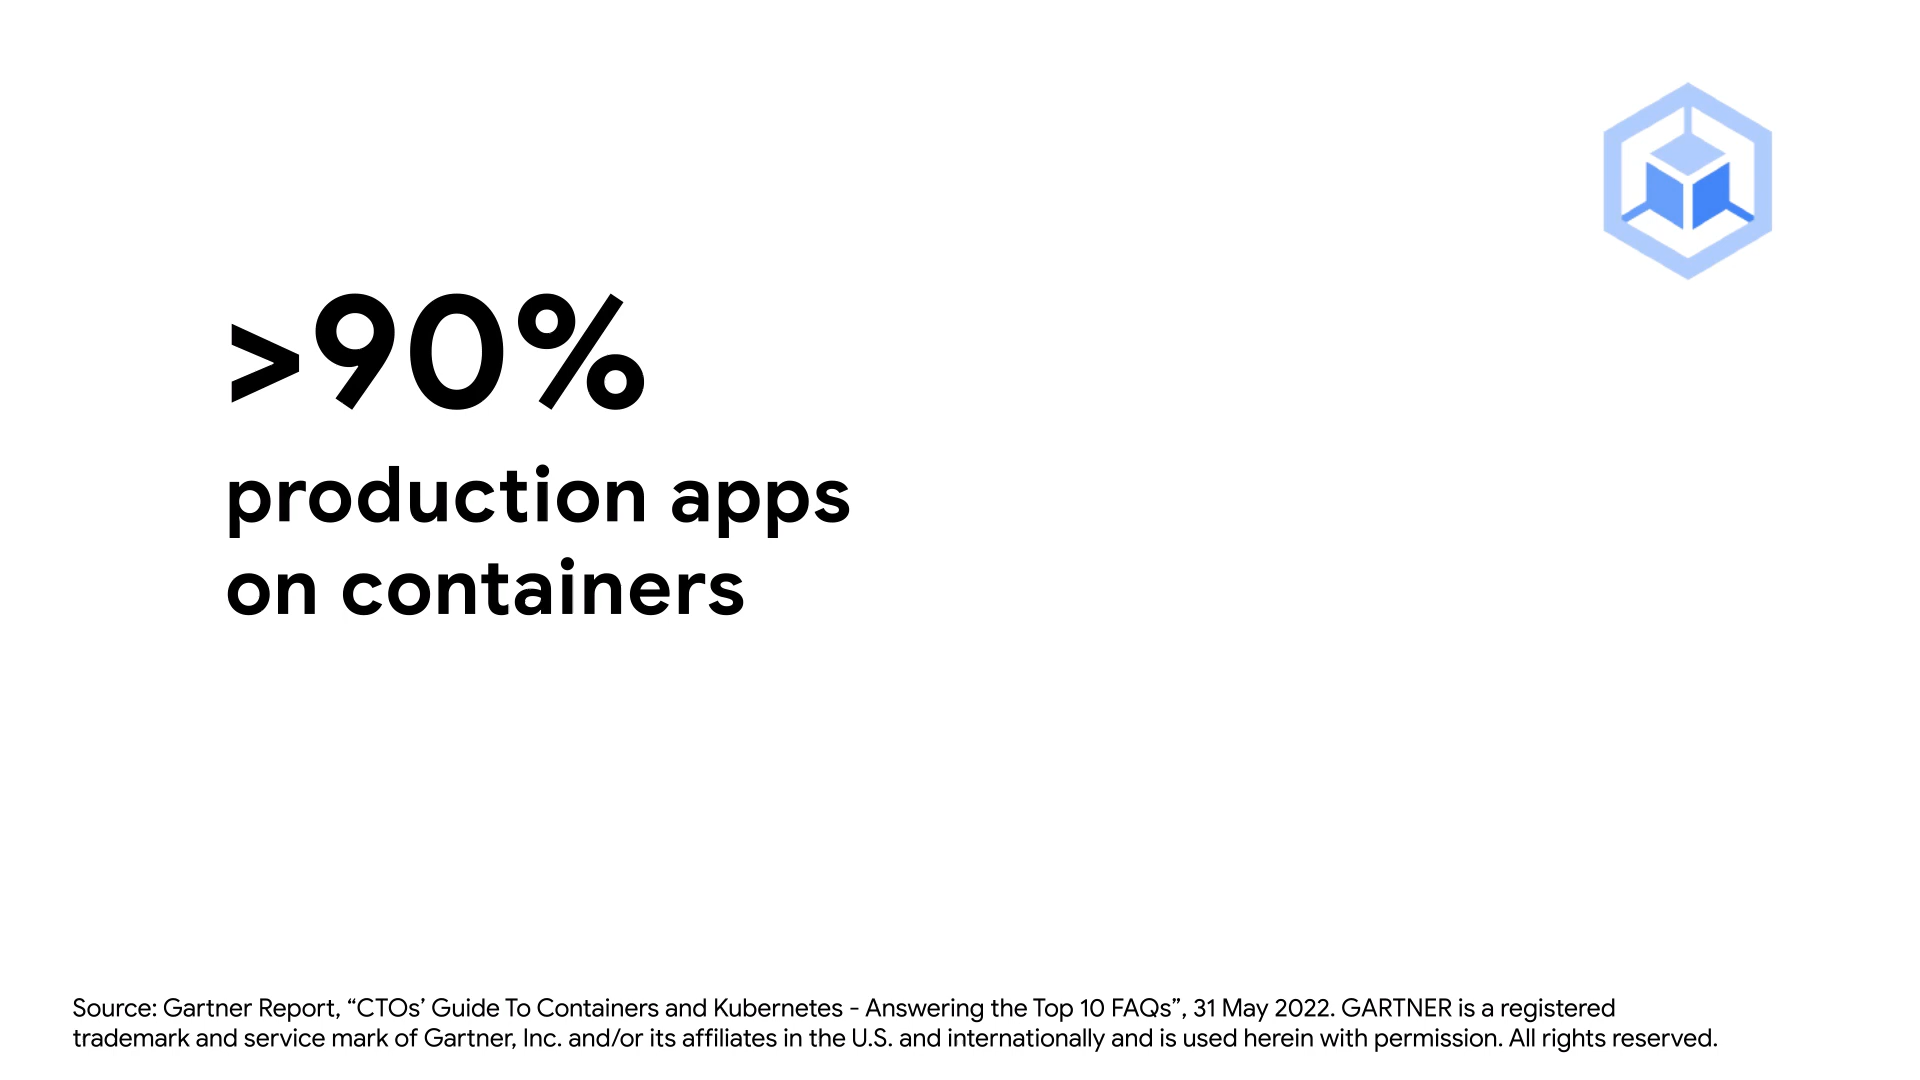 >90%
production apps
on containers
Source: Gartner Report, “CTOs’ Guide To Containers and Kubernetes - Answering the Top 10 FAQs”, 31 May 2022. GARTNER is a registered
trademark and service mark of Gartner, Inc. and/or its affiliates in the U.S. and internationally and is used herein with permission. All rights reserved.